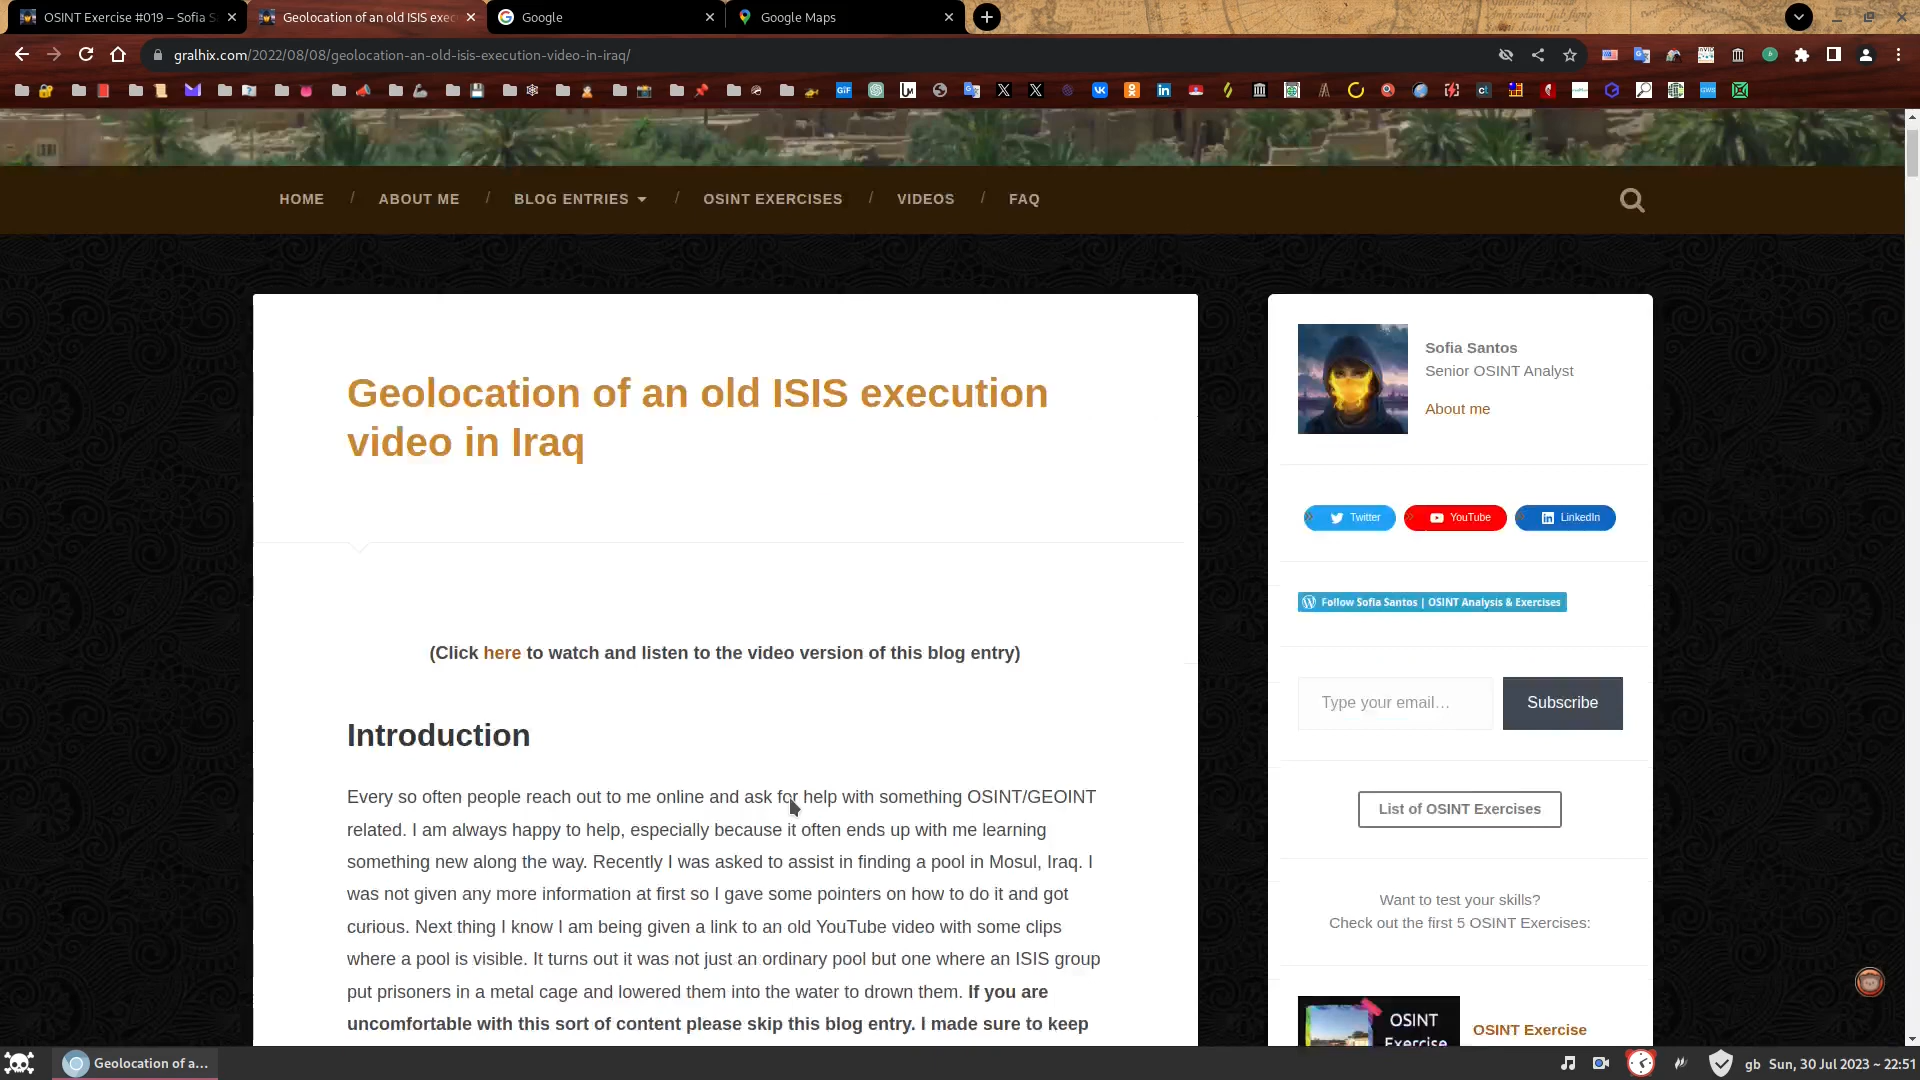 OSINT Exercise #019 – Sofia S
Geolocation of an old ISIS exec
Google
Google Maps
gralhix.com/2022/08/08/geolocation-an-old-isis-execution-video-in-iraq/
HOME / ABOUT ME / BLOG ENTRIES / OSINT EXERCISES / VIDEOS / FAQ
Geolocation of an old ISIS execution
video in Iraq
(Click here to watch and listen to the video version of this blog entry)
Introduction
Every so often people reach out to me online and ask for help with something OSINT/GEOINT
related. I am always happy to help, especially because it often ends up with me learning
something new along the way. Recently I was asked to assist in finding a pool in Mosul, Iraq. I
was not given any more information at first so I gave some pointers on how to do it and got
curious. Next thing I know I am being given a link to an old YouTube video with some clips
where a pool is visible. It turns out it was not just an ordinary pool but one where an ISIS group
put prisoners in a metal cage and lowered them into the water to drown them. If you are
uncomfortable with this sort of content please skip this blog entry. I made sure to keep
Sofia Santos
Senior OSINT Analyst
About me
Twitter
YouTube
LinkedIn
Follow Sofia Santos | OSINT Analysis & Exercises
Type your email…
Subscribe
List of OSINT Exercises
Want to test your skills?
Check out the first 5 OSINT Exercises:
OSINT
Exercise
OSINT Exercise
Geolocation of a...
gb Sun, 30 Jul 2023 ~ 22:51